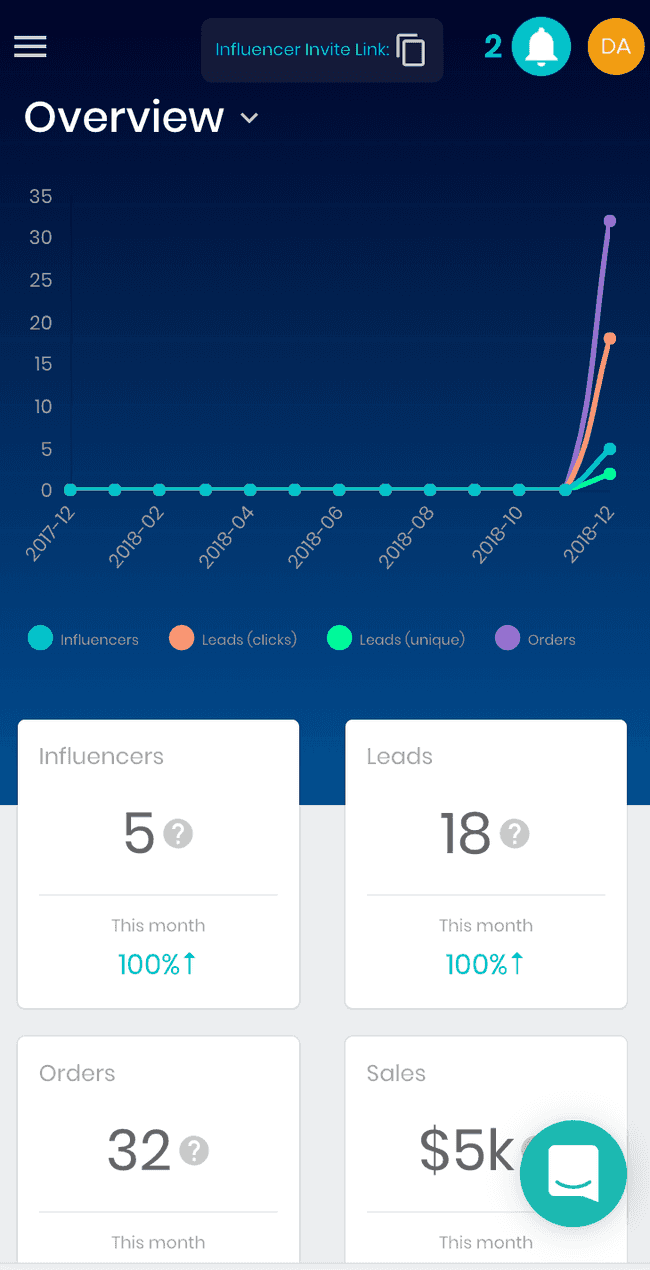 Influencer Invite Link:
2
DA
Overview
35
30
25
20
15
10
5
0
2017-12
2018-02
2018-04
2018-06
2018-08
2018-10
2018-12
Influencers Leads (clicks) Leads (unique) Orders
Influencers
5 ?
This month
100%↑
Leads
18 ?
This month
100%↑
Orders
32 ?
This month
Sales
$5k
This month